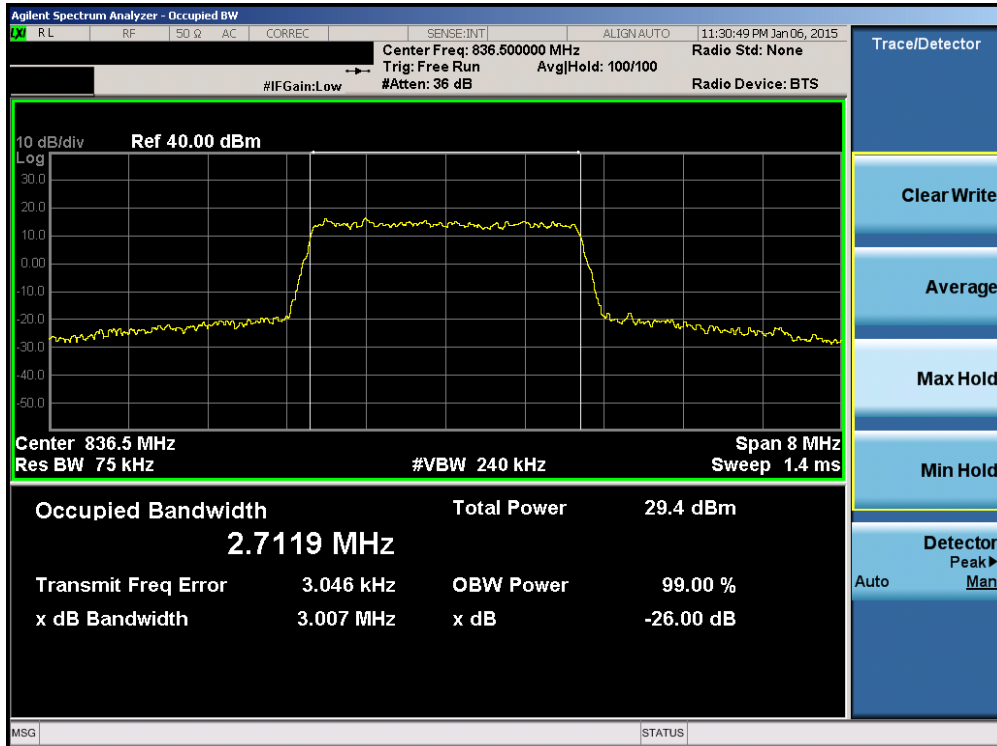 Agilent Spectrum Analyzer - Occupied BW
LXI RL RF 50 Ω AC CORREC SENSE:INT ALIGNAUTO 11:30:49 PM Jan 06, 2015
Center Freq: 836.500000 MHz Radio Std: None
Trig: Free Run Avg|Hold: 100/100
#IFGain:Low #Atten: 36 dB Radio Device: BTS
10 dB/div Ref 40.00 dBm
Log
30.0
20.0
10.0
0.00
-10.0
-20.0
-30.0
-40.0
-50.0
Center 836.5 MHz Span 8 MHz
Res BW 75 kHz #VBW 240 kHz Sweep 1.4 ms
Occupied Bandwidth Total Power 29.4 dBm
2.7119 MHz
Transmit Freq Error 3.046 kHz OBW Power 99.00 %
x dB Bandwidth 3.007 MHz x dB -26.00 dB
MSG STATUS
Trace/Detector
Clear Write
Average
Max Hold
Min Hold
Detector
Peak▶
Auto Man